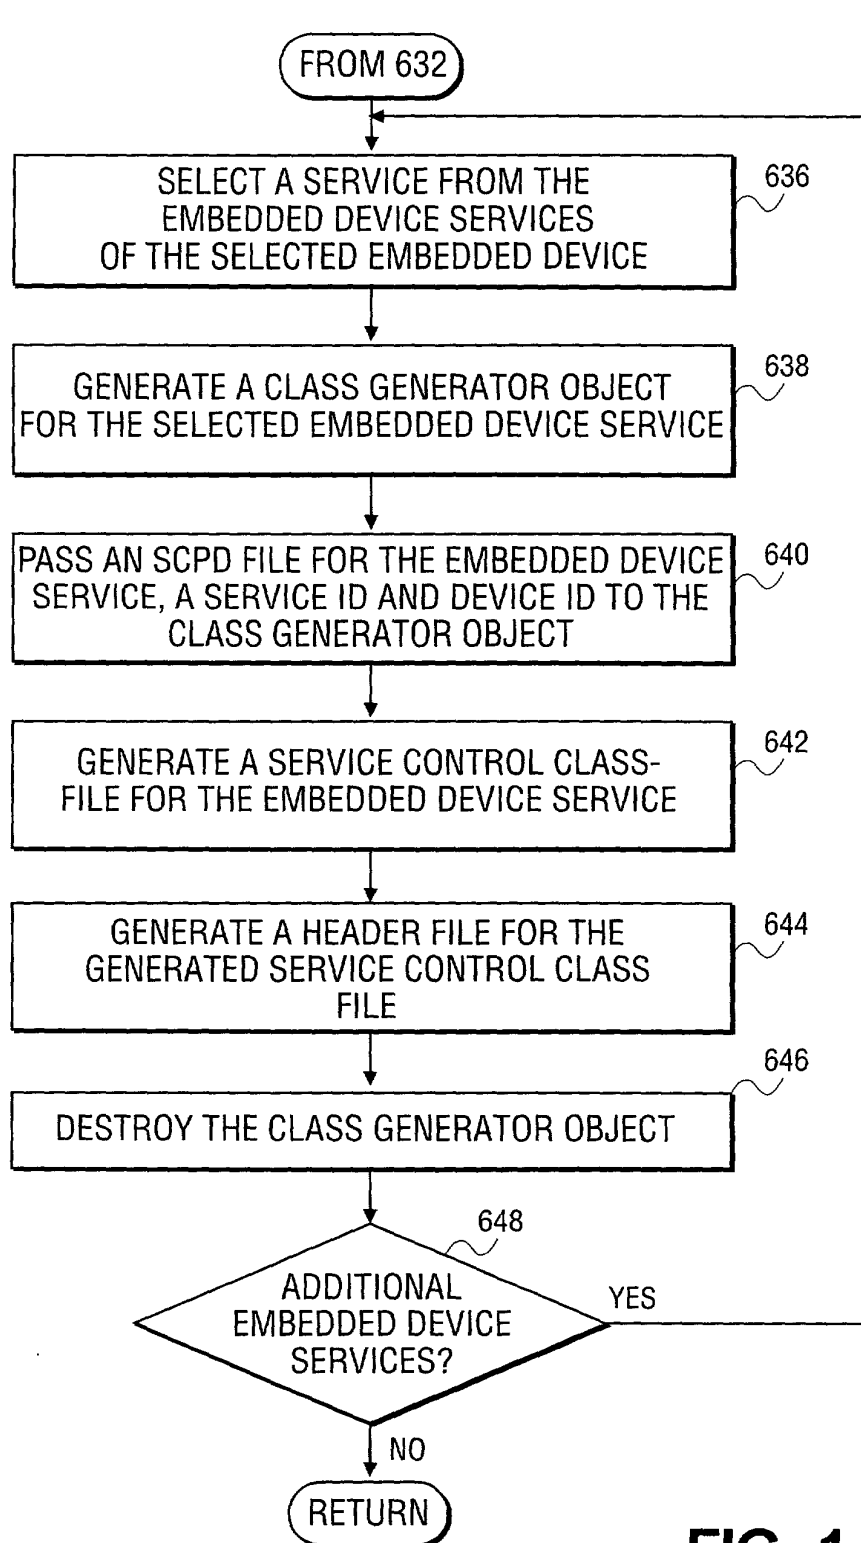 FROM 632
SELECT A SERVICE FROM THE
EMBEDDED DEVICE SERVICES
OF THE SELECTED EMBEDDED DEVICE
636
GENERATE A CLASS GENERATOR OBJECT
FOR THE SELECTED EMBEDDED DEVICE SERVICE
638
PASS AN SCPD FILE FOR THE EMBEDDED DEVICE
SERVICE, A SERVICE ID AND DEVICE ID TO THE
CLASS GENERATOR OBJECT
640
GENERATE A SERVICE CONTROL CLASS-
FILE FOR THE EMBEDDED DEVICE SERVICE
642
GENERATE A HEADER FILE FOR THE
GENERATED SERVICE CONTROL CLASS
FILE
644
646
DESTROY THE CLASS GENERATOR OBJECT
648
ADDITIONAL
EMBEDDED DEVICE
SERVICES?
YES
NO
RETURN
FIG. 1